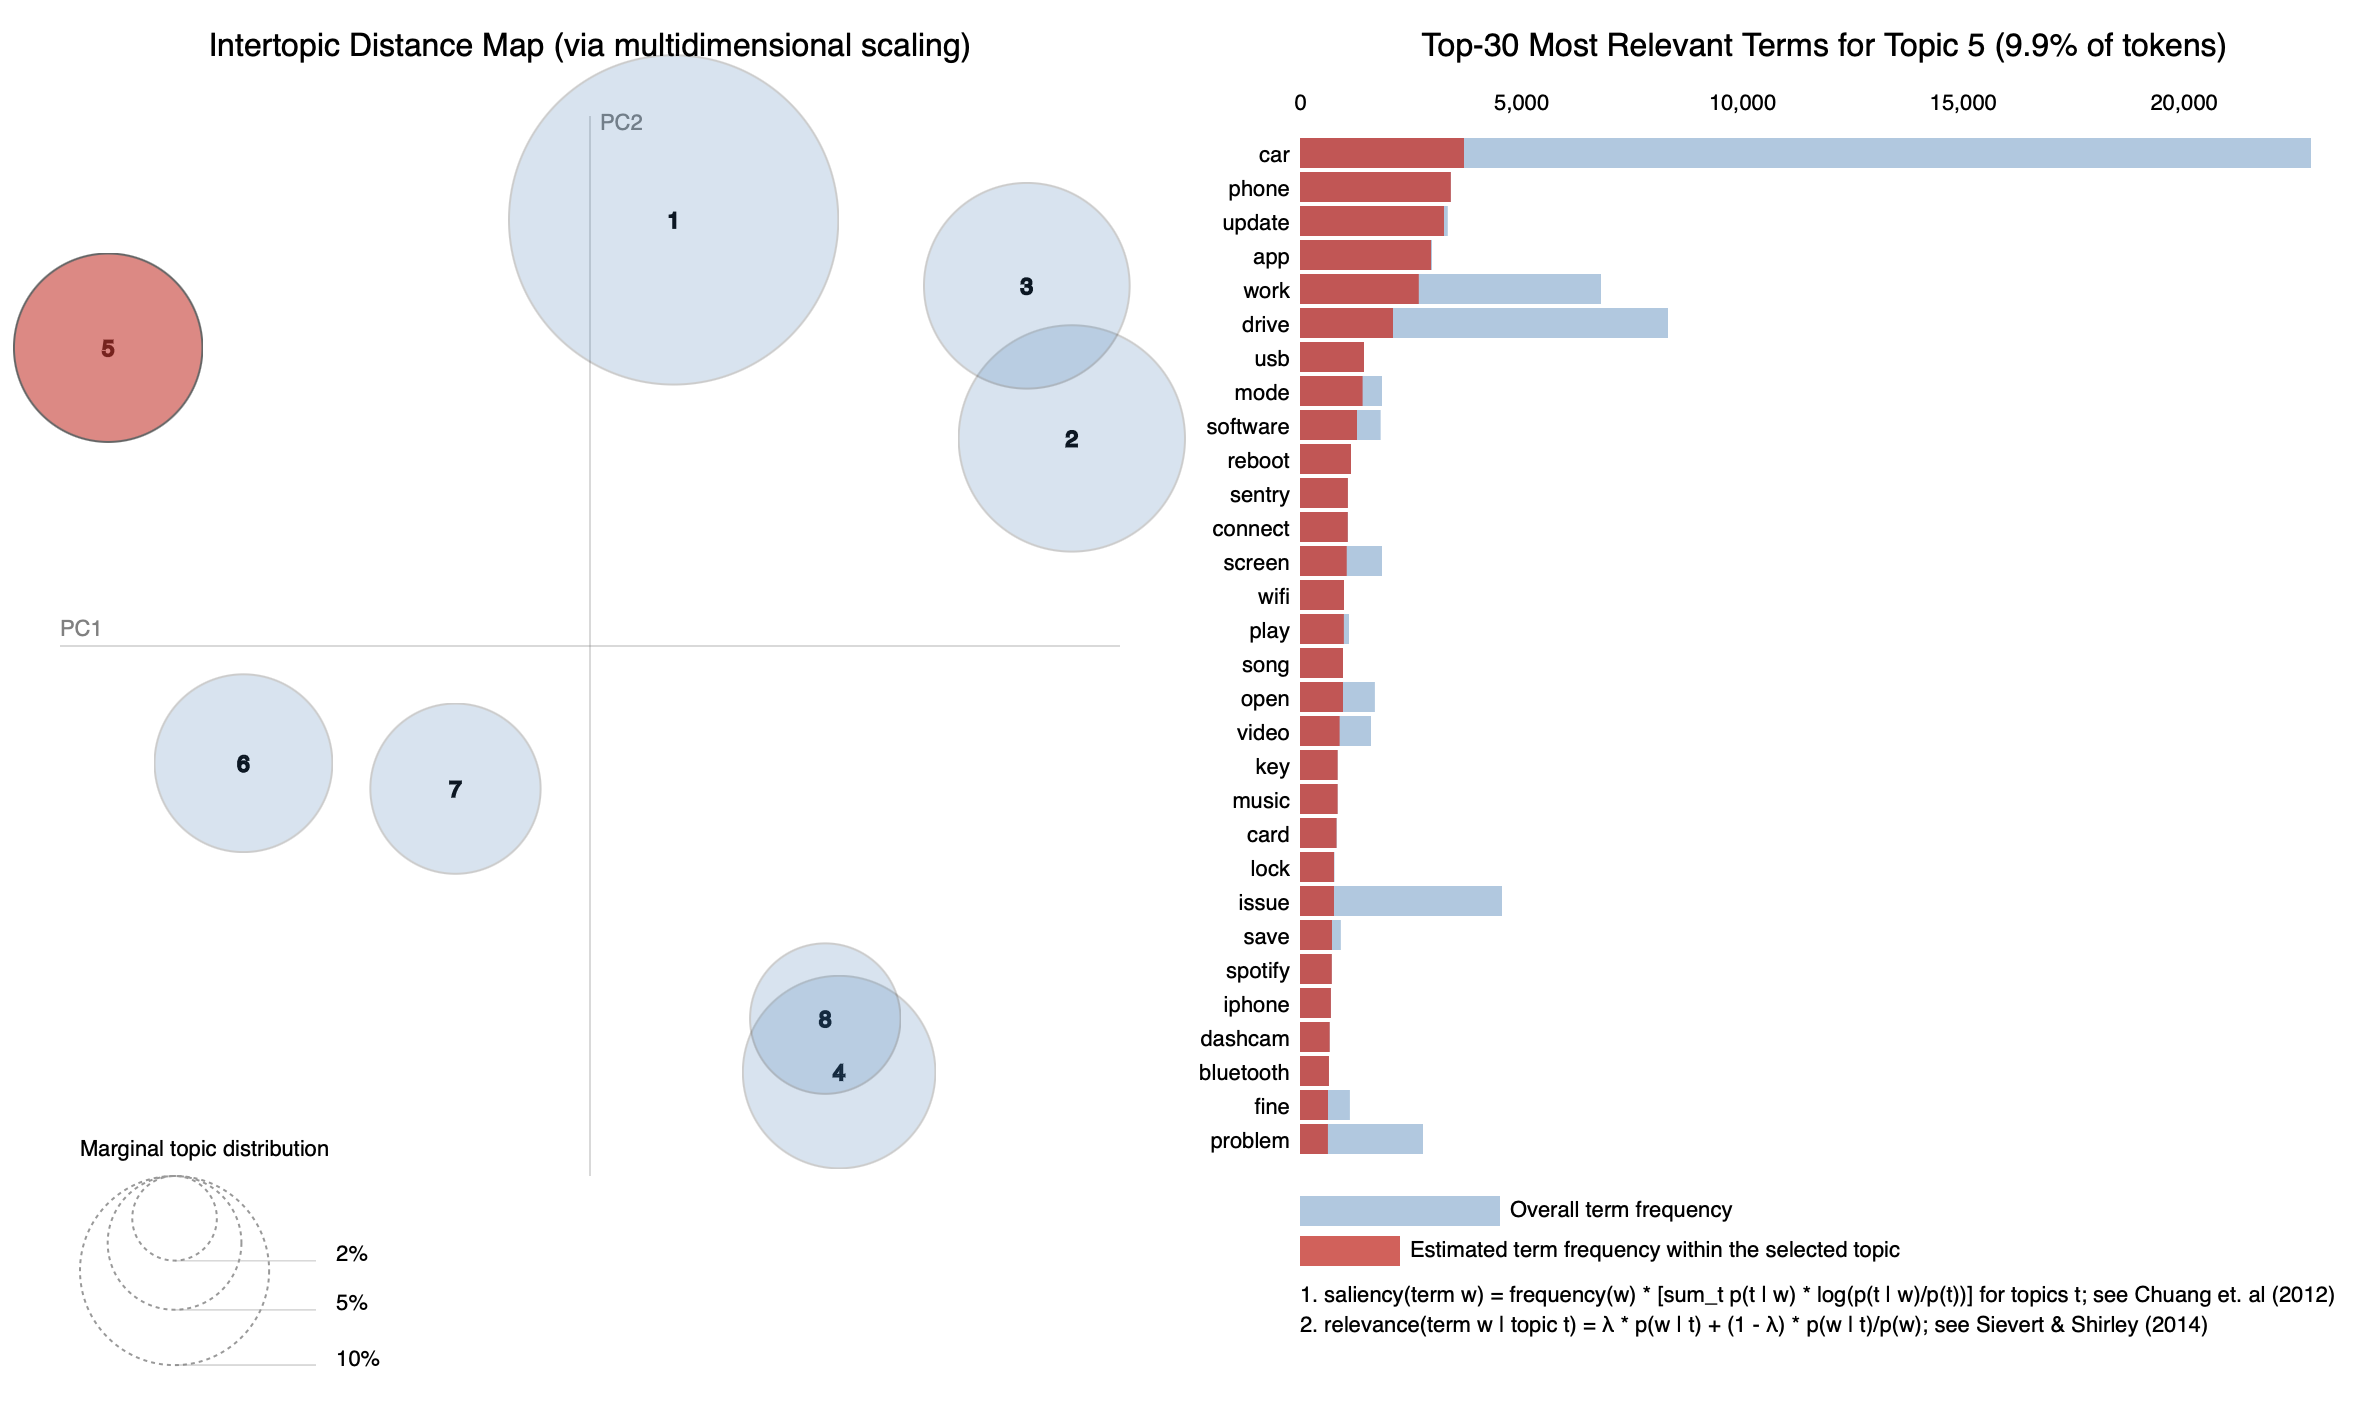 Intertopic Distance Map (via multidimensional scaling)
PC2
1
3
5
2
PC1
6
7
8
4
Marginal topic distribution
2%
5%
10%
Top-30 Most Relevant Terms for Topic 5 (9.9% of tokens)
0 5,000 10,000 15,000 20,000
car
phone
update
app
work
drive
usb
mode
software
reboot
sentry
connect
screen
wifi
play
song
open
video
key
music
card
lock
issue
save
spotify
iphone
dashcam
bluetooth
fine
problem
Overall term frequency
Estimated term frequency within the selected topic
1. saliency(term w) = frequency(w) * [sum_t p(t | w) * log(p(t | w)/p(t))] for topics t; see Chuang et. al (2012)
2. relevance(term w | topic t) = λ * p(w | t) + (1 - λ) * p(w | t)/p(w); see Sievert & Shirley (2014)